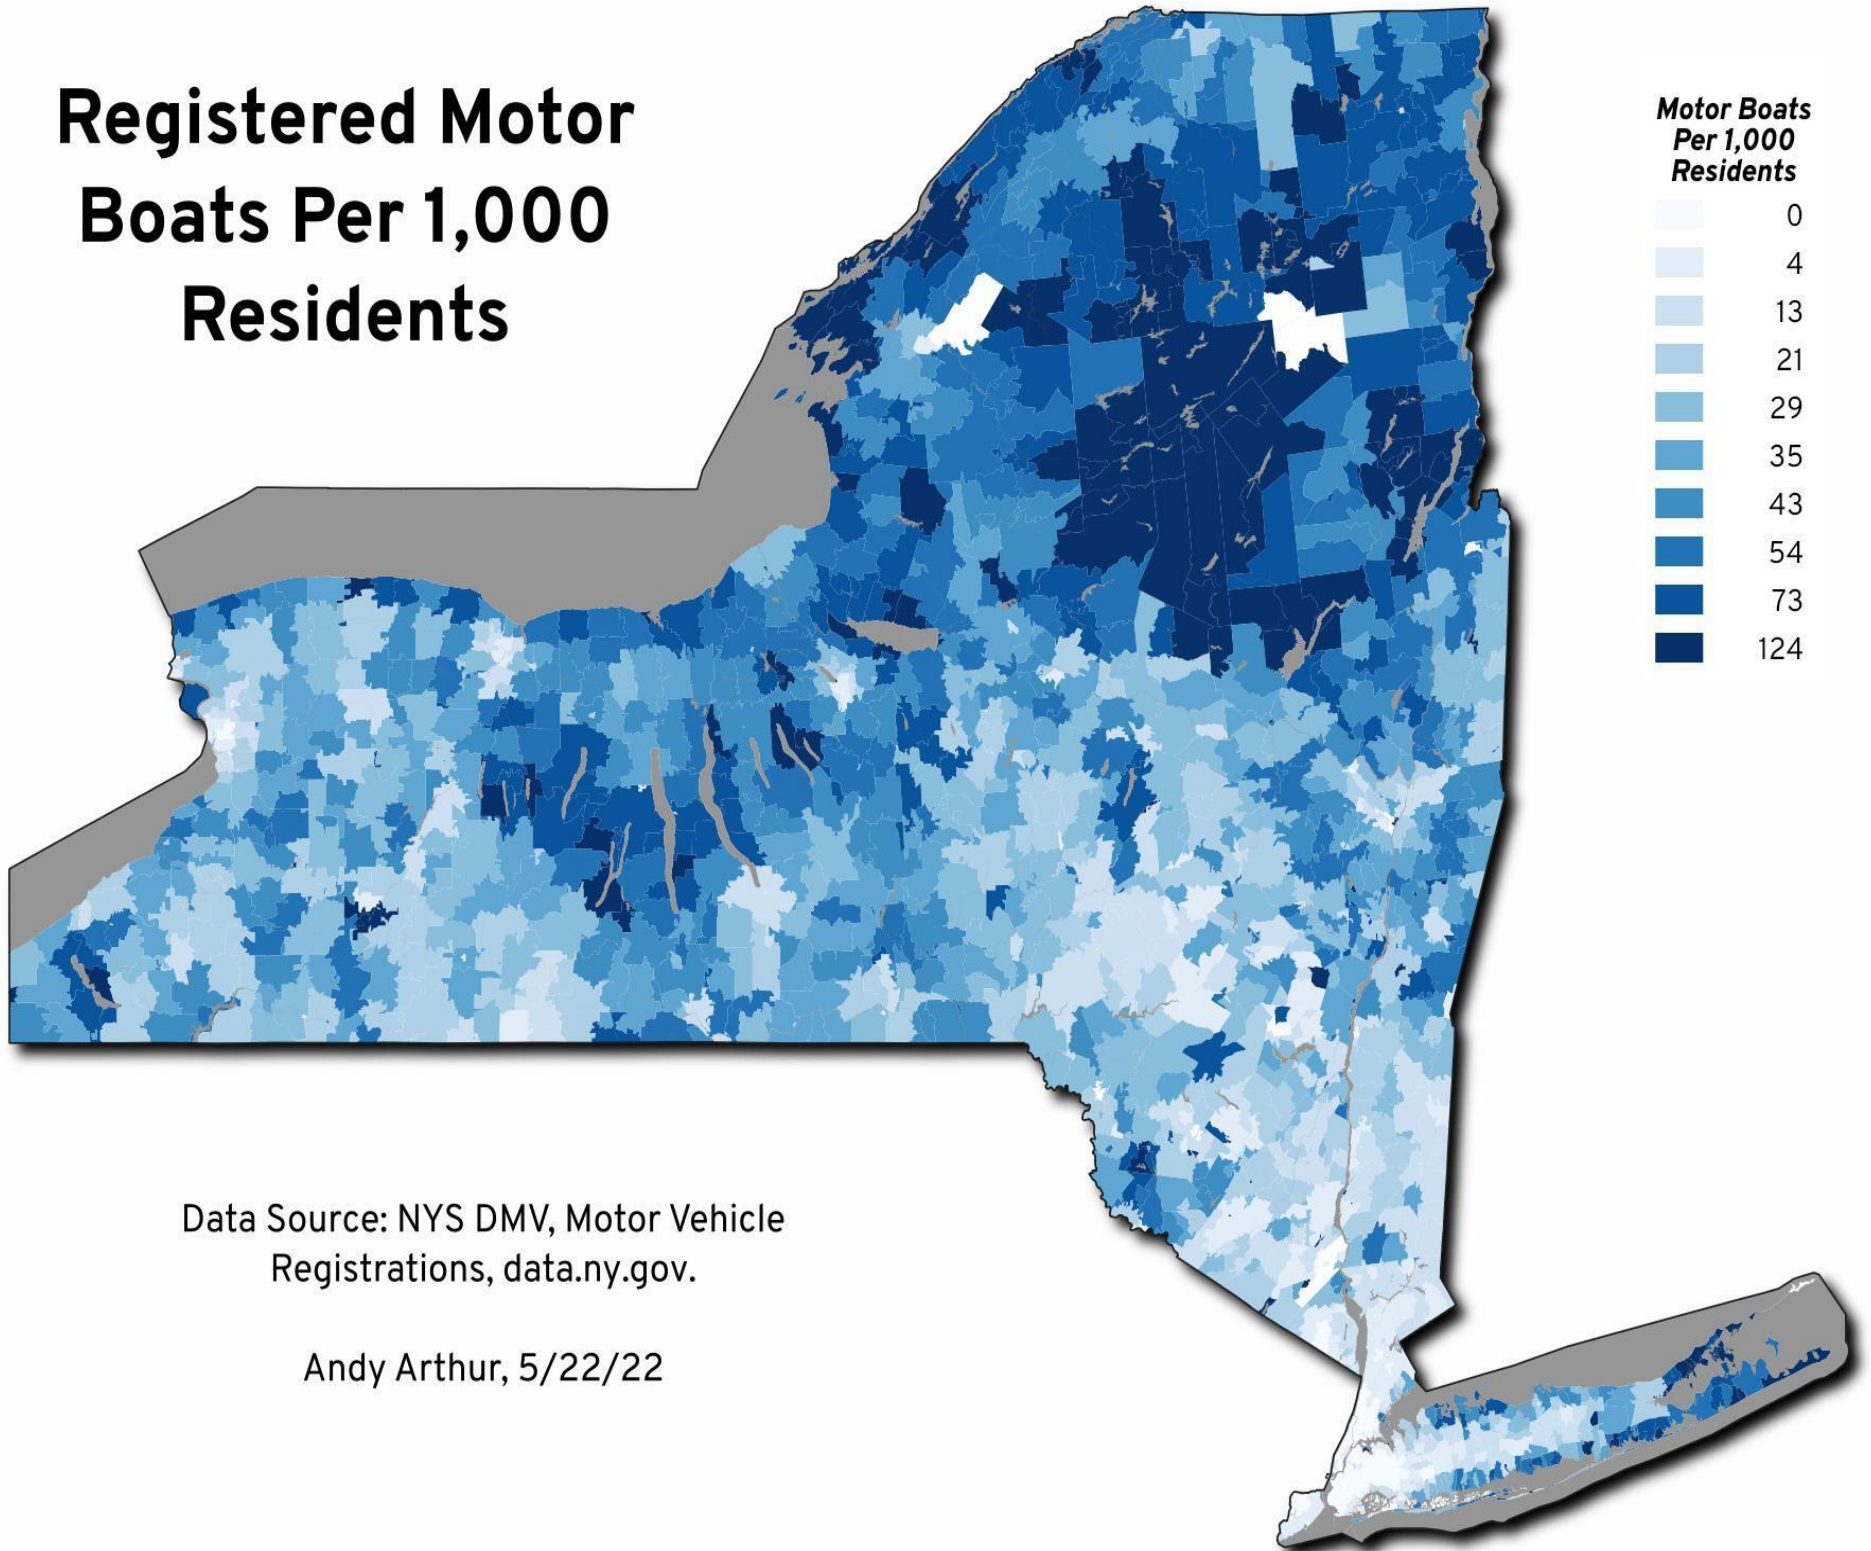 Registered Motor
Boats Per 1,000
Residents
Motor Boats
Per 1,000
Residents
0
4
13
21
29
35
43
54
73
124
Data Source: NYS DMV, Motor Vehicle
Registrations, data.ny.gov.
Andy Arthur, 5/22/22